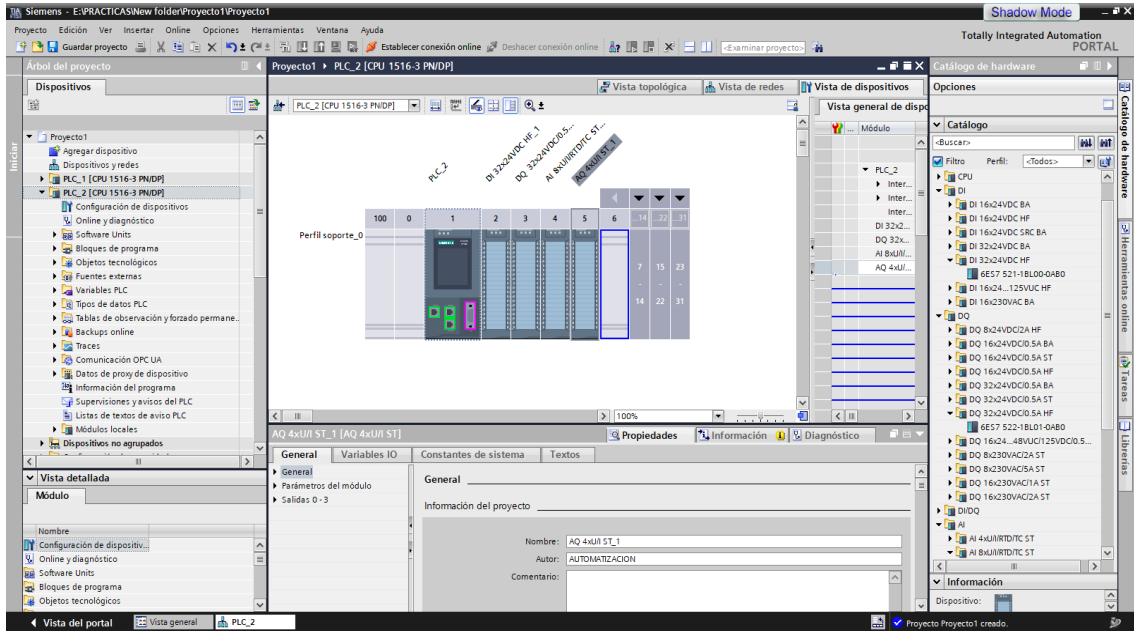 Siemens - E:\PRACTICAS\New folder\Proyecto1\Proyecto1
Shadow Mode
Proyecto Edición Ver Insertar Online Opciones Herramientas Ventana Ayuda
Guardar proyecto Establecer conexión online Deshacer conexión online <Examinar proyecto>
Totally Integrated Automation
PORTAL
Iniciar
Árbol del proyecto
Dispositivos
Proyecto1
Agregar dispositivo
Dispositivos y redes
PLC_1 [CPU 1516-3 PN/DP]
PLC_2 [CPU 1516-3 PN/DP]
Configuración de dispositivos
Online y diagnóstico
Software Units
Bloques de programa
Objetos tecnológicos
Fuentes externas
Variables PLC
Tipos de datos PLC
Tablas de observación y forzado permane..
Backups online
Traces
Comunicación OPC UA
Datos de proxy de dispositivo
Información del programa
Supervisiones y avisos del PLC
Listas de textos de aviso PLC
Módulos locales
Dispositivos no agrupados
Vista detallada
Módulo
Nombre
Configuración de dispositiv...
Online y diagnóstico
Software Units
Bloques de programa
Objetos tecnológicos
Proyecto1 PLC_2 [CPU 1516-3 PN/DP]
Vista topológica Vista de redes Vista de dispositivos
PLC_2 [CPU 1516-3 PN/DP]
PLC_2
DI 32x24VDC HF_1
DQ 32x24VDC/0.5...
AI 8xU/I/RTD/TC ST...
AQ 4xU/I ST_1
100 0 1 2 3 4 5 6 ...14 ...22 ...31
Perfil soporte_0
7 15 23
- - -
14 22 31
100%
Vista general de dispo
... Módulo
PLC_2
Inter...
Inter...
Inter...
DI 32x2...
DQ 32x...
AI 8xU/I/...
AQ 4xU/...
AQ 4xU/I ST_1 [AQ 4xU/I ST]
Propiedades Información Diagnóstico
General Variables IO Constantes de sistema Textos
General
Parámetros del módulo
Salidas 0 - 3
General
Información del proyecto
Nombre: AQ 4xU/I ST_1
Autor: AUTOMATIZACION
Comentario:
Catálogo de hardware
Opciones
Catálogo
<Buscar>
Filtro Perfil: <Todos>
CPU
DI
DI 16x24VDC BA
DI 16x24VDC HF
DI 16x24VDC SRC BA
DI 32x24VDC BA
DI 32x24VDC HF
6ES7 521-1BL00-0AB0
DI 16x24...125VUC HF
DI 16x230VAC BA
DQ
DQ 8x24VDC/2A HF
DQ 16x24VDC/0.5A BA
DQ 16x24VDC/0.5A ST
DQ 16x24VDC/0.5A HF
DQ 32x24VDC/0.5A BA
DQ 32x24VDC/0.5A ST
DQ 32x24VDC/0.5A HF
6ES7 522-1BL01-0AB0
DQ 16x24...48VUC/125VDC/0.5...
DQ 8x230VAC/2A ST
DQ 8x230VAC/5A ST
DQ 16x230VAC/1A ST
DQ 16x230VAC/2A ST
DI/DQ
AI
AI 4xU/I/RTD/TC ST
AI 8xU/I/RTD/TC ST
Información
Dispositivo:
Catálogo de hardware
Herramientas online
Tareas
Librerías
Vista del portal Vista general PLC_2
Proyecto Proyecto1 creado.